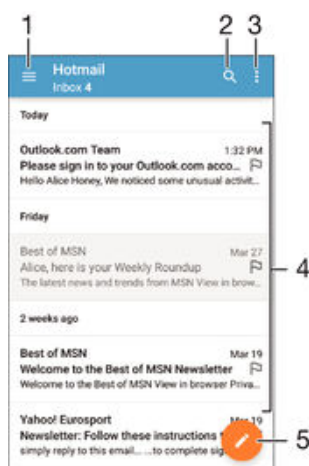 1 2 3
Hotmail
Inbox 4
Today
Outlook.com Team 1:32 PM
Please sign in to your Outlook.com acco...
Hello Alice Honey, We noticed some unusual activit...
Friday
Best of MSN Mar 27
Alice, here is your Weekly Roundup
The latest news and trends from MSN View in brow...
4
2 weeks ago
Best of MSN Mar 19
Welcome to the Best of MSN Newsletter
Welcome to the Best of MSN View in browser Priva...
Yahoo! Eurosport Mar 19
Newsletter: Follow these instructions
5
simply reply to this email... ...to complete